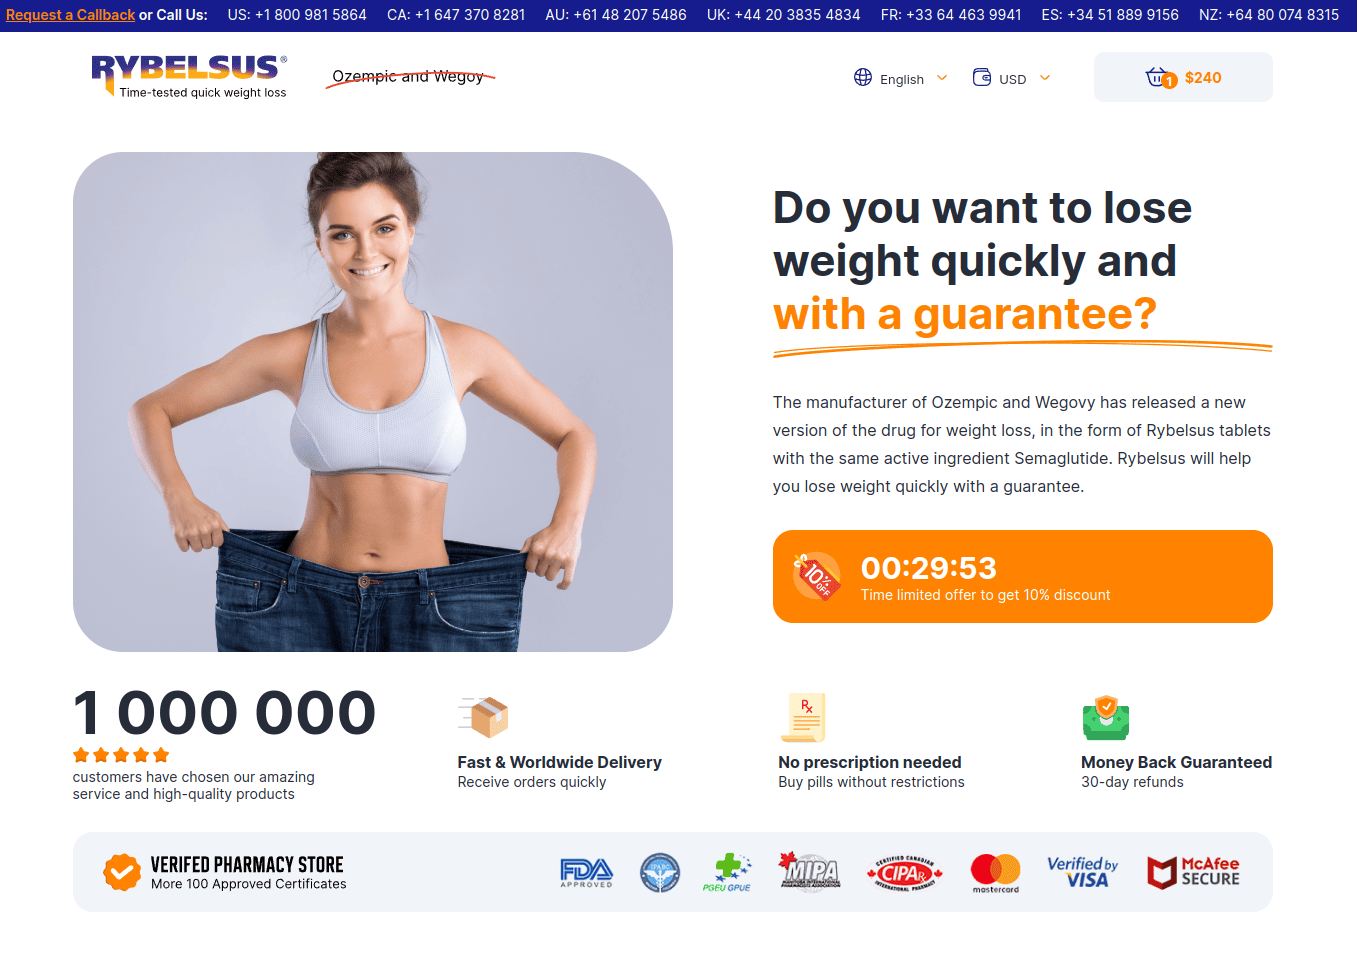 Request a Callback or Call Us: US: +1 800 981 5864 CA: +1 647 370 8281 AU: +61 48 207 5486 UK: +44 20 3835 4834 FR: +33 64 463 9941 ES: +34 51 889 9156 NZ: +64 80 074 8315
RYBELSUS®
Time-tested quick weight loss
Ozempic and Wegoy
English
USD
1
$240
Do you want to lose
weight quickly and
with a guarantee?
The manufacturer of Ozempic and Wegovy has released a new
version of the drug for weight loss, in the form of Rybelsus tablets
with the same active ingredient Semaglutide. Rybelsus will help
you lose weight quickly with a guarantee.
10%
OFF
00:29:53
Time limited offer to get 10% discount
1 000 000
customers have chosen our amazing
service and high-quality products
Fast & Worldwide Delivery
Receive orders quickly
Rx
No prescription needed
Buy pills without restrictions
Money Back Guaranteed
30-day refunds
VERIFED PHARMACY STORE
More 100 Approved Certificates
FDA
APPROVED
PGEU GPUE
MIPA
MANITOBA INTERNATIONAL
PHARMACISTS ASSOCIATION
CERTIFIED CANADIAN
CIPA
INTERNATIONAL PHARMACY
mastercard
Verified by
VISA
McAfee
SECURE